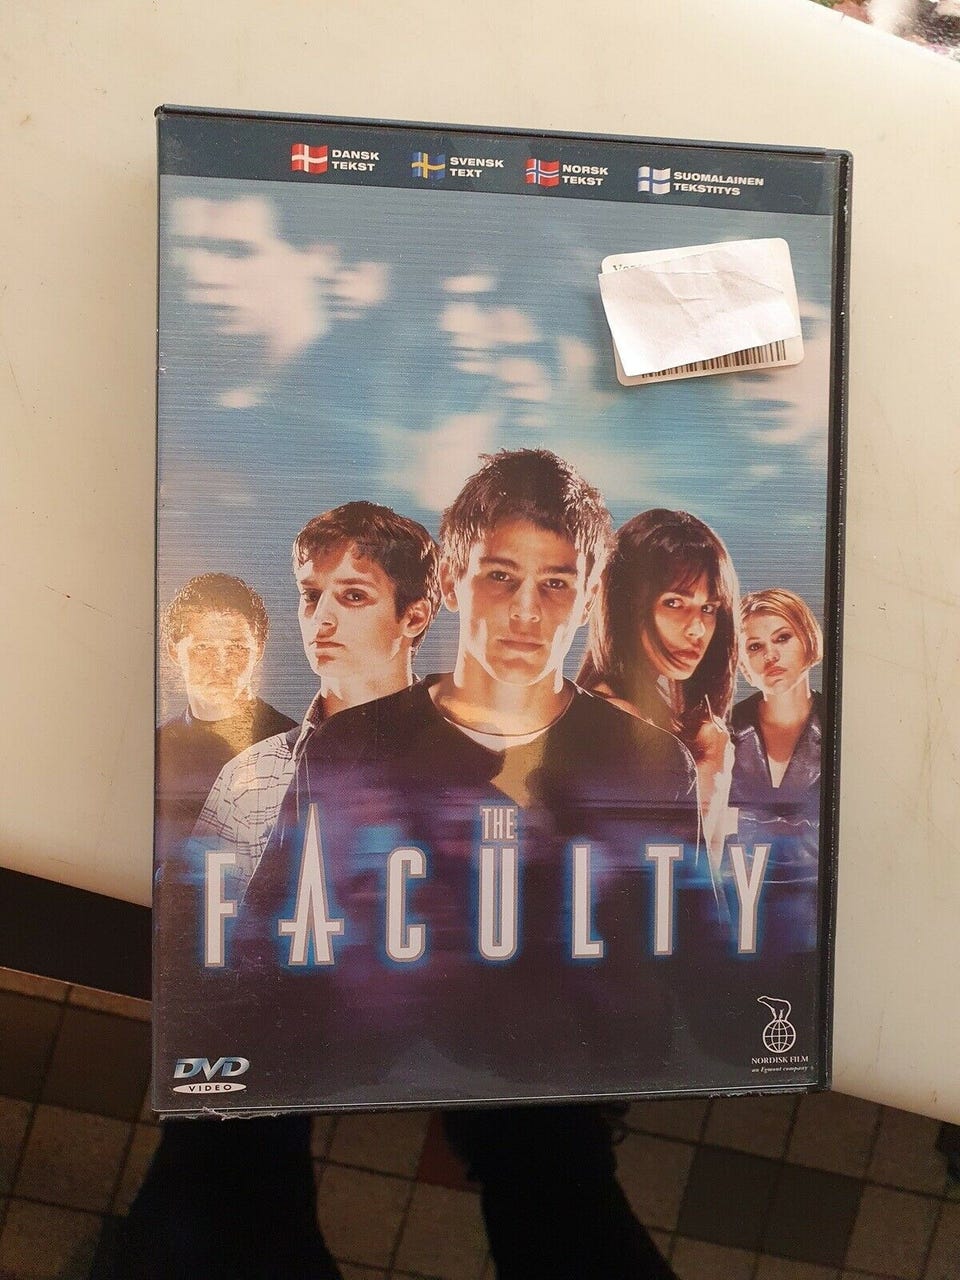 DANSK
TEKST
SVENSK
TEXT
NORSK
TEKST
SUOMALAINEN
TEKSTITYS
THE
FACULTY
DVD
VIDEO
NORDISK FILM
an Egmont company